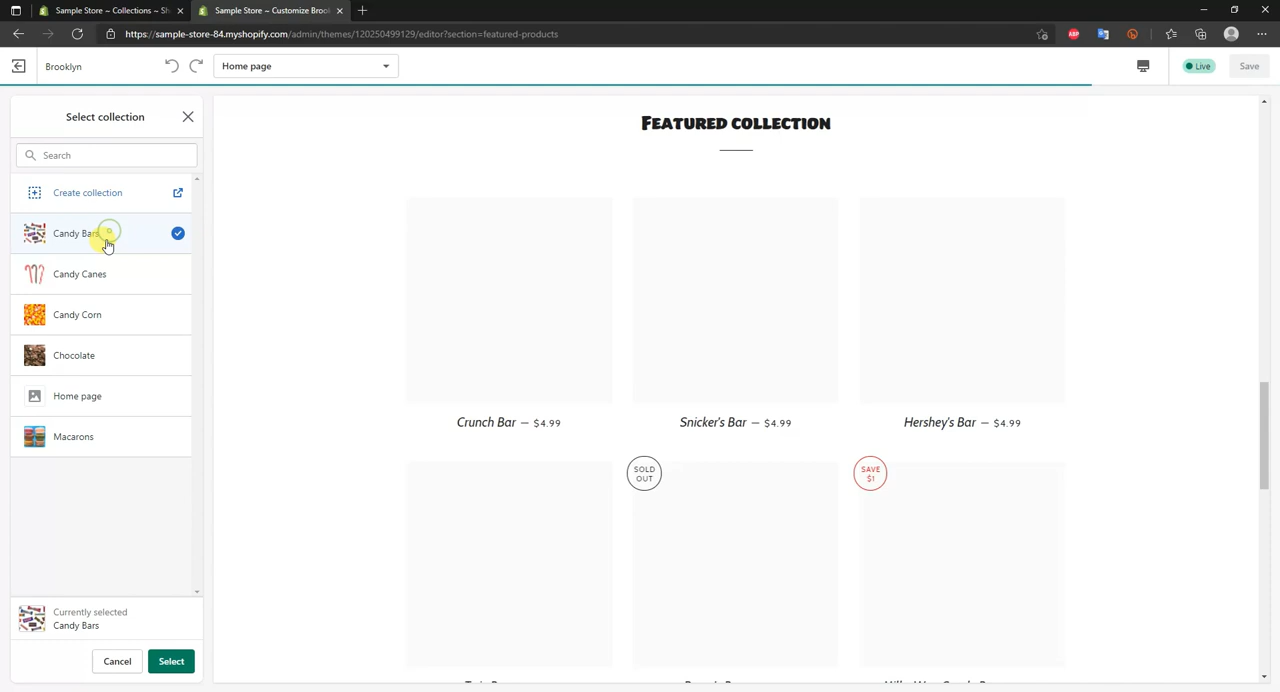 Sample Store ~ Collections ~ Sh
Sample Store ~ Customize Brook
https://sample-store-84.myshopify.com/admin/themes/120250499129/editor?section=featured-products
ABP
Brooklyn
Home page
Live
Save
Select collection
Search
Create collection
Candy Bars
Candy Canes
Candy Corn
Chocolate
Home page
Macarons
Currently selected
Candy Bars
Cancel
Select
FEATURED COLLECTION
Crunch Bar — $4.99
Snicker's Bar — $4.99
Hershey's Bar — $4.99
SOLD
OUT
SAVE
$1